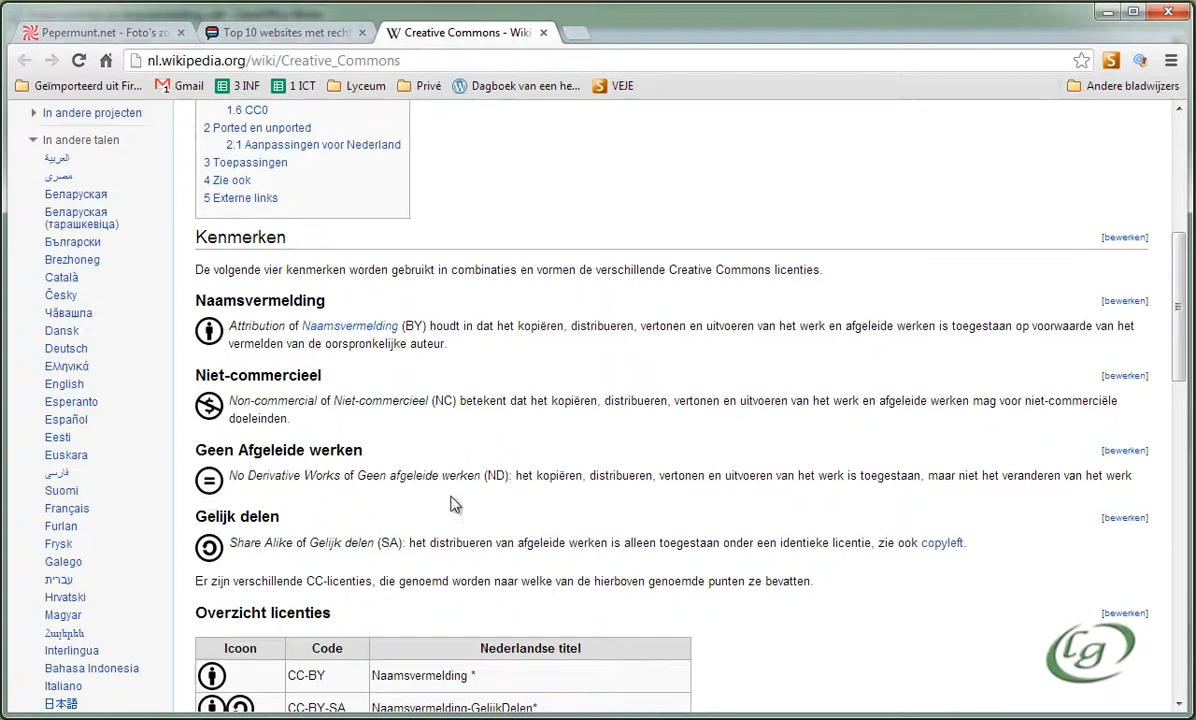 Pepermunt.net - Foto's zo
Top 10 websites met rech
Creative Commons - Wiki
nl.wikipedia.org/wiki/Creative_Commons
Geïmporteerd uit Fir...
Gmail
3 INF
1 ICT
Lyceum
Privé
Dagboek van een he...
VEJE
Andere bladwijzers
In andere projecten
In andere talen
العربية
مصرى
Беларуская
Беларуская
(тарашкевіца)
Български
Brezhoneg
Català
Česky
Чӑвашла
Dansk
Deutsch
Ελληνικά
English
Esperanto
Español
Eesti
Euskara
فارسی
Suomi
Français
Furlan
Frysk
Galego
עברית
Hrvatski
Magyar
Հայերեն
Interlingua
Bahasa Indonesia
Italiano
日本語
1.6 CC0
2 Ported en unported
2.1 Aanpassingen voor Nederland
3 Toepassingen
4 Zie ook
5 Externe links
Kenmerken [bewerken]
De volgende vier kenmerken worden gebruikt in combinaties en vormen de verschillende Creative Commons licenties.
Naamsvermelding [bewerken]
Attribution of Naamsvermelding (BY) houdt in dat het kopiëren, distribueren, vertonen en uitvoeren van het werk en afgeleide werken is toegestaan op voorwaarde van het
vermelden van de oorspronkelijke auteur.
Niet-commercieel [bewerken]
Non-commercial of Niet-commercieel (NC) betekent dat het kopiëren, distribueren, vertonen en uitvoeren van het werk en afgeleide werken mag voor niet-commerciële
doeleinden.
Geen Afgeleide werken [bewerken]
No Derivative Works of Geen afgeleide werken (ND): het kopiëren, distribueren, vertonen en uitvoeren van het werk is toegestaan, maar niet het veranderen van het werk
Gelijk delen [bewerken]
Share Alike of Gelijk delen (SA): het distribueren van afgeleide werken is alleen toegestaan onder een identieke licentie, zie ook copyleft.
Er zijn verschillende CC-licenties, die genoemd worden naar welke van de hierboven genoemde punten ze bevatten.
Overzicht licenties [bewerken]
Icoon Code Nederlandse titel
CC-BY Naamsvermelding *
CC-BY-SA Naamsvermelding-GelijkDelen*
Lg